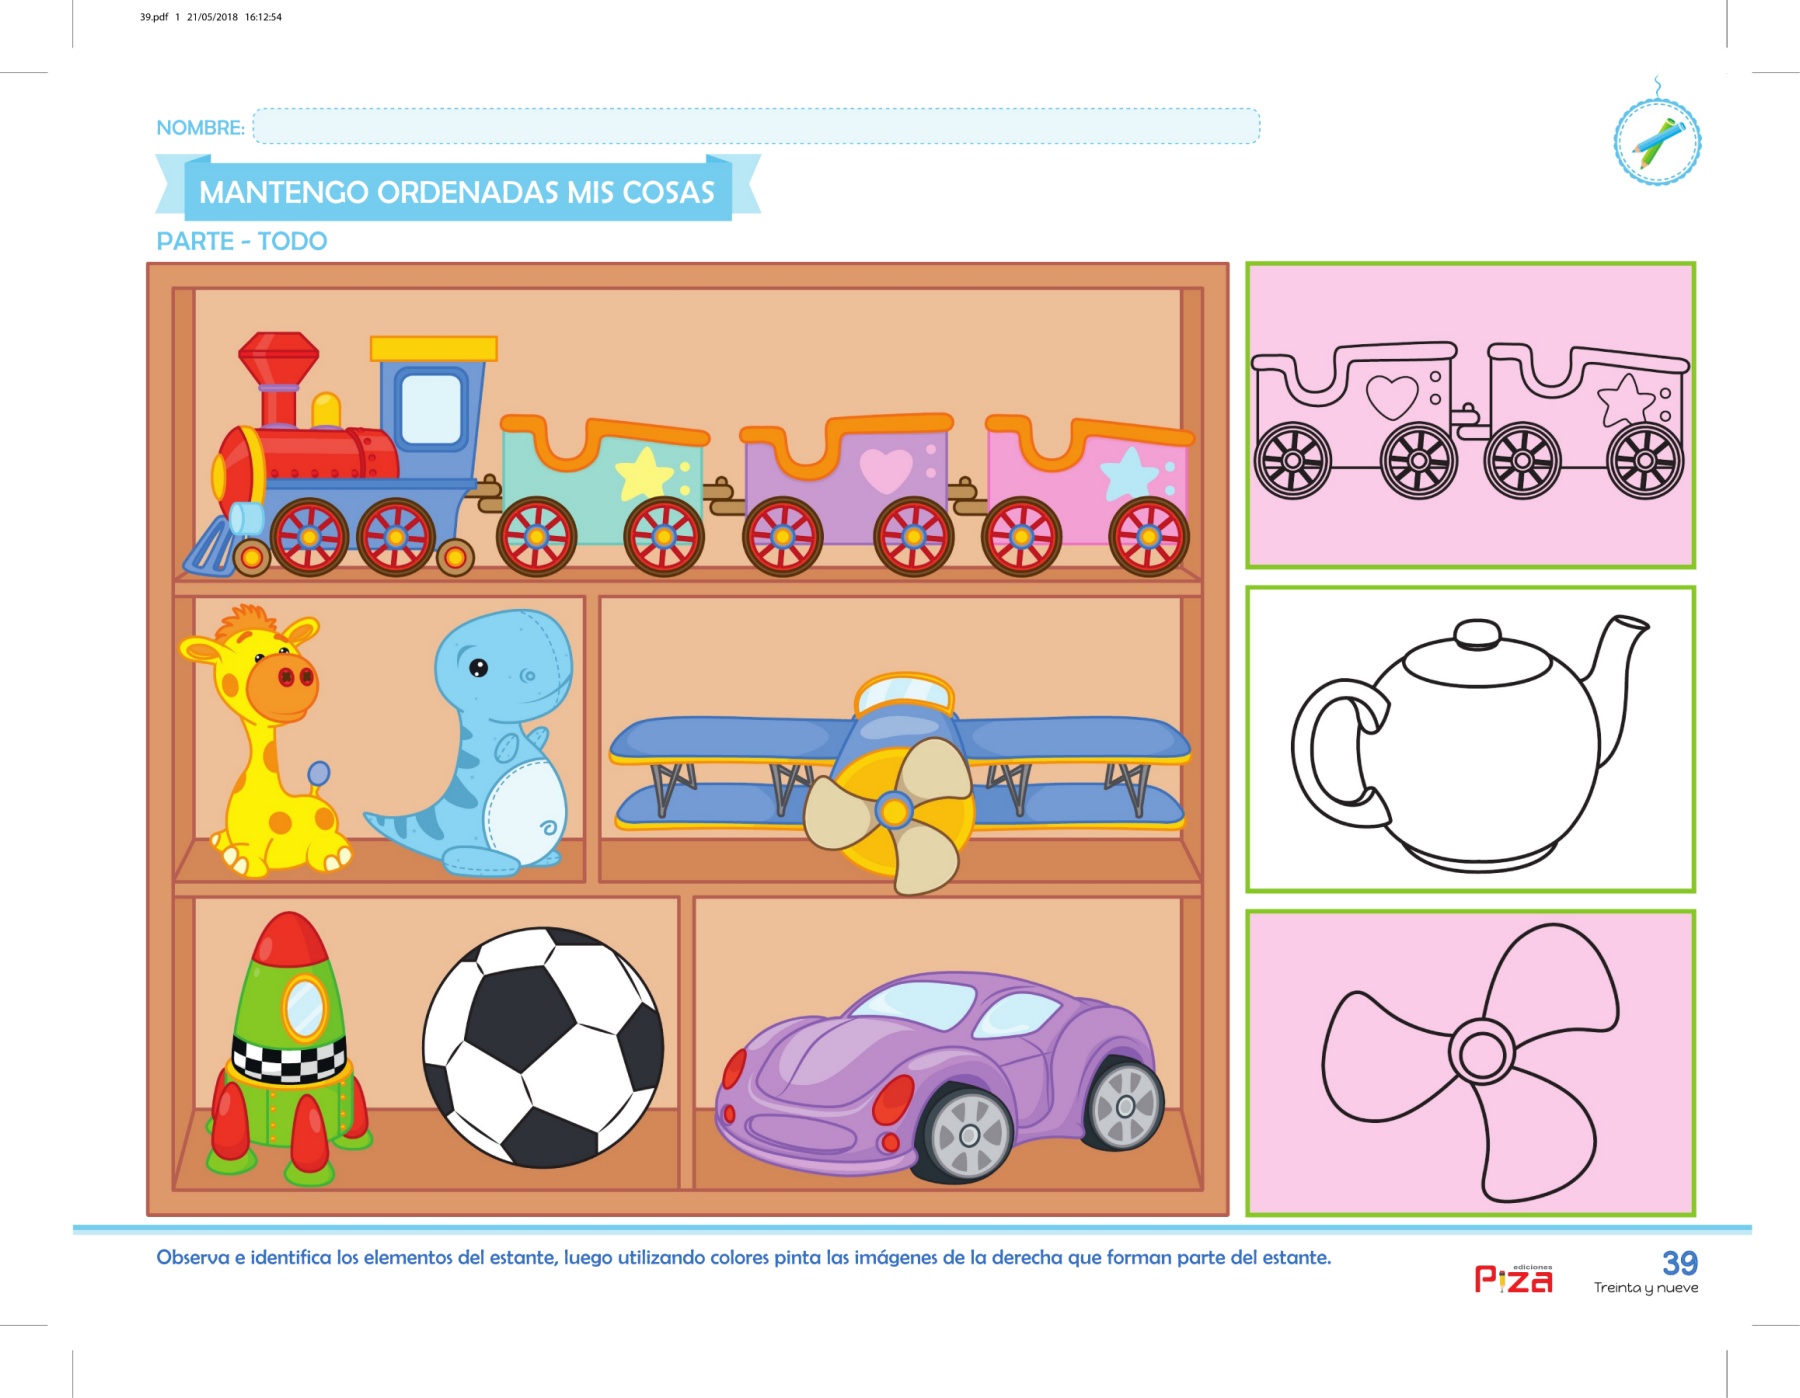 39.pdf 1 21/05/2018 16:12:54
NOMBRE:
MANTENGO ORDENADAS MIS COSAS
PARTE - TODO
Observa e identifica los elementos del estante, luego utilizando colores pinta las imágenes de la derecha que forman parte del estante.
ediciones
Piza
39
Treinta y nueve